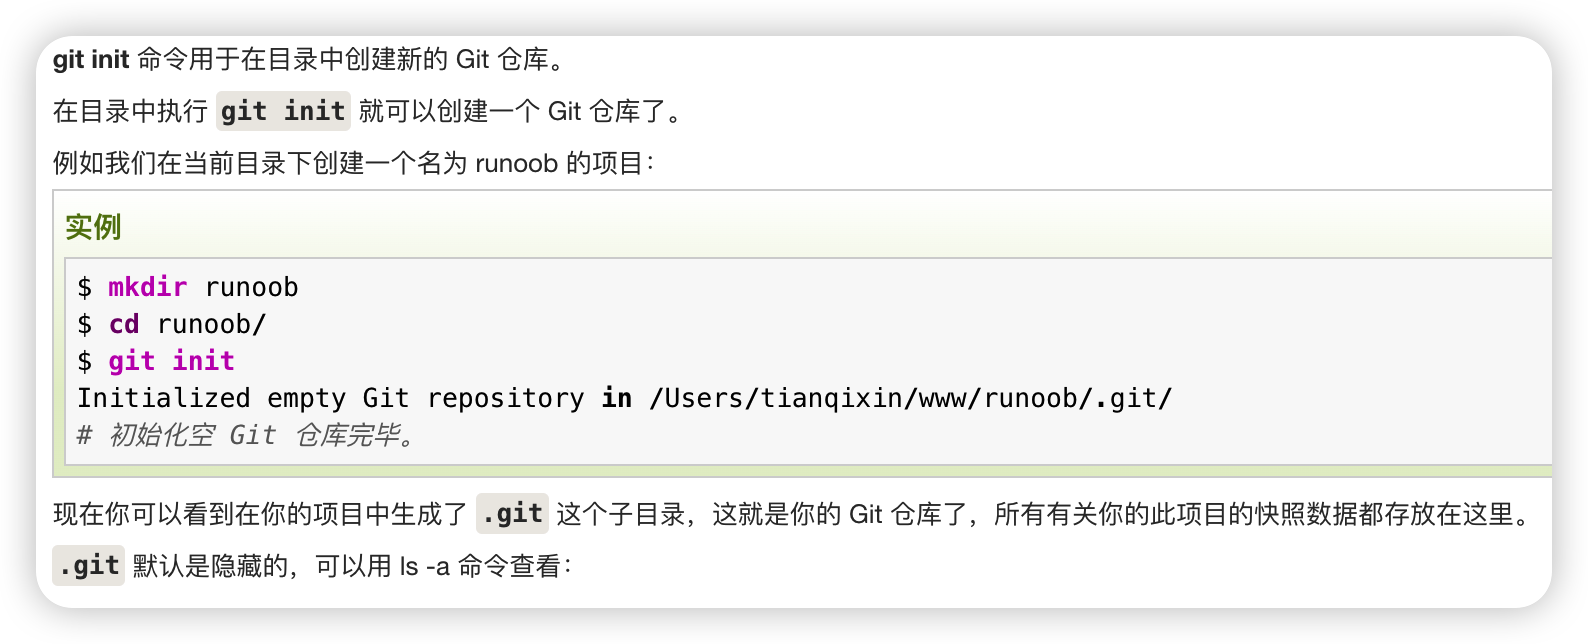 git init 命令用于在目录中创建新的 Git 仓库。
在目录中执行 git init 就可以创建一个 Git 仓库了。
例如我们在当前目录下创建一个名为 runoob 的项目：
实例
$ mkdir runoob
$ cd runoob/
$ git init
Initialized empty Git repository in /Users/tianqixin/www/runoob/.git/
# 初始化空 Git 仓库完毕。
现在你可以看到在你的项目中生成了 .git 这个子目录，这就是你的 Git 仓库了，所有有关你的此项目的快照数据都存放在这里。
.git 默认是隐藏的，可以用 ls -a 命令查看：